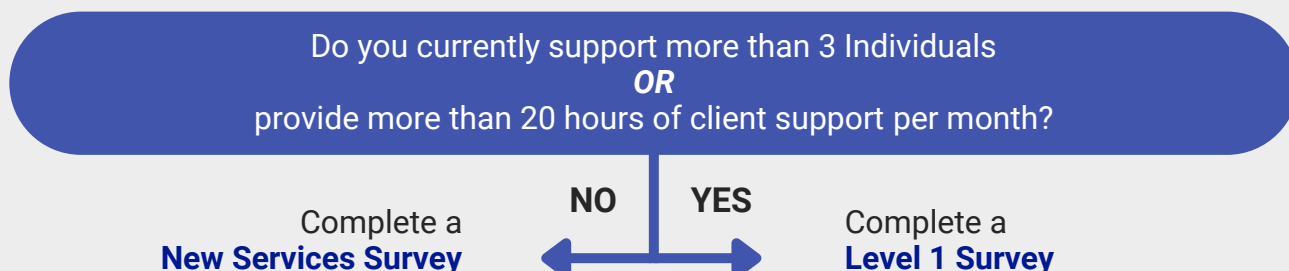 Do you currently support more than 3 Individuals
OR
provide more than 20 hours of client support per month?
NO
YES
Complete a
New Services Survey
Complete a
Level 1 Survey